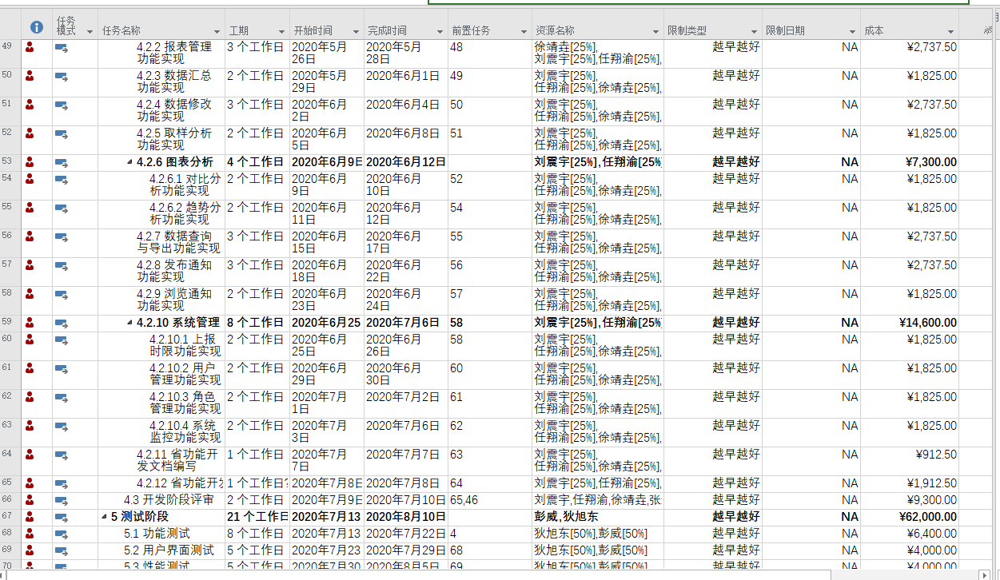 任务
模式 任务名称 工期 开始时间 完成时间 前置任务 资源名称 限制类型 限制日期 成本
49 4.2.2 报表管理 3 个工作日 2020年5月 2020年5月 48 徐靖垚[25%], 越早越好 NA ¥2,737.50
功能实现 26日 28日 刘震宇[25%],任翔渝[25%],
50 4.2.3 数据汇总 2 个工作日 2020年5月 2020年6月1日 49 刘震宇[25%], 越早越好 NA ¥1,825.00
功能实现 29日 任翔渝[25%],徐靖垚[25%],
51 4.2.4 数据修改 3 个工作日 2020年6月 2020年6月4日 50 刘震宇[25%], 越早越好 NA ¥2,737.50
功能实现 2日 任翔渝[25%],徐靖垚[25%],
52 4.2.5 取样分析 2 个工作日 2020年6月 2020年6月8日 51 刘震宇[25%], 越早越好 NA ¥1,825.00
功能实现 5日 任翔渝[25%],徐靖垚[25%],
53 4.2.6 图表分析 4 个工作日 2020年6月9日 2020年6月12日 刘震宇[25%],任翔渝[25%] 越早越好 NA ¥7,300.00
54 4.2.6.1 对比分 2 个工作日 2020年6月 2020年6月 52 刘震宇[25%], 越早越好 NA ¥1,825.00
析功能实现 9日 10日 任翔渝[25%],徐靖垚[25%],
55 4.2.6.2 趋势分 2 个工作日 2020年6月 2020年6月 54 刘震宇[25%], 越早越好 NA ¥1,825.00
析功能实现 11日 12日 任翔渝[25%],徐靖垚[25%],
56 4.2.7 数据查询 3 个工作日 2020年6月 2020年6月 55 刘震宇[25%], 越早越好 NA ¥2,737.50
与导出功能实现 15日 17日 任翔渝[25%],徐靖垚[25%],
57 4.2.8 发布通知 3 个工作日 2020年6月 2020年6月 56 刘震宇[25%], 越早越好 NA ¥2,737.50
功能实现 18日 22日 任翔渝[25%],徐靖垚[25%],
58 4.2.9 浏览通知 2 个工作日 2020年6月 2020年6月 57 刘震宇[25%], 越早越好 NA ¥1,825.00
功能实现 23日 24日 任翔渝[25%],徐靖垚[25%],
59 4.2.10 系统管理 8 个工作日 2020年6月25 2020年7月6日 58 刘震宇[25%],任翔渝[25%] 越早越好 NA ¥14,600.00
60 4.2.10.1 上报 2 个工作日 2020年6月 2020年6月 58 刘震宇[25%], 越早越好 NA ¥1,825.00
时限功能实现 25日 26日 任翔渝[25%],徐靖垚[25%],
61 4.2.10.2 用户 2 个工作日 2020年6月 2020年6月 60 刘震宇[25%], 越早越好 NA ¥1,825.00
管理功能实现 29日 30日 任翔渝[25%],徐靖垚[25%],
62 4.2.10.3 角色 2 个工作日 2020年7月 2020年7月2日 61 刘震宇[25%], 越早越好 NA ¥1,825.00
管理功能实现 1日 任翔渝[25%],徐靖垚[25%],
63 4.2.10.4 系统 2 个工作日 2020年7月 2020年7月6日 62 刘震宇[25%], 越早越好 NA ¥1,825.00
监控功能实现 3日 任翔渝[25%],徐靖垚[25%],
64 4.2.11 省功能开 1 个工作日 2020年7月 2020年7月7日 63 刘震宇[25%], 越早越好 NA ¥912.50
发文档编写 7日 任翔渝[25%],徐靖垚[25%],
65 4.2.12 省功能开发 1 个工作日? 2020年7月8日 2020年7月8日 64 刘震宇[25%],任翔渝[25%], 越早越好 NA ¥1,912.50
66 4.3 开发阶段评审 2 个工作日 2020年7月9日 2020年7月10日 65,46 刘震宇,任翔渝,徐靖垚,张 越早越好 NA ¥9,300.00
67 5 测试阶段 21 个工作日 2020年7月13 2020年8月10日 彭威,狄旭东 越早越好 NA ¥62,000.00
68 5.1 功能测试 8 个工作日 2020年7月13 2020年7月22日 4 狄旭东[50%],彭威[50%] 越早越好 NA ¥6,400.00
69 5.2 用户界面测试 5 个工作日 2020年7月23 2020年7月29日 68 狄旭东[50%],彭威[50%] 越早越好 NA ¥4,000.00
70 5.3 性能测试 5 个工作日 2020年7月30 2020年8月5日 69 狄旭东[50%],彭威[50%] 越早越好 NA ¥4,000.00